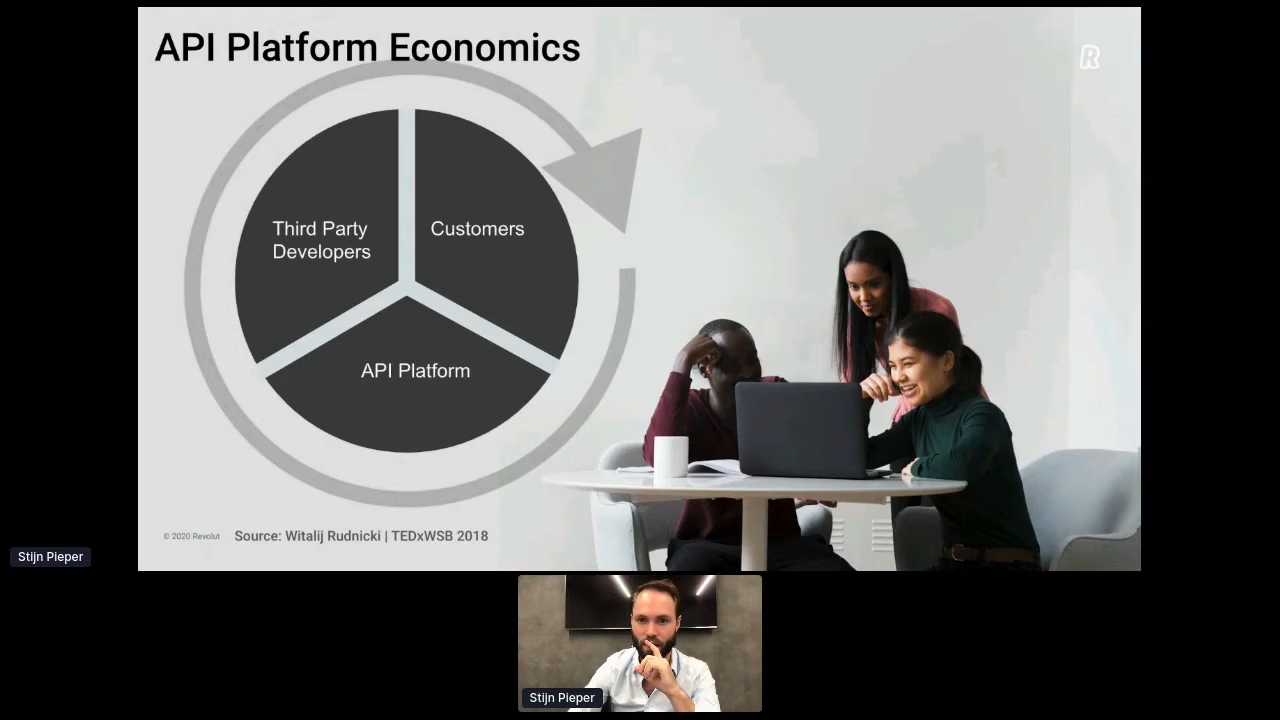 API Platform Economics
R
Third Party
Developers
Customers
API Platform
© 2020 Revolut
Source: Witalij Rudnicki | TEDxWSB 2018
Stijn Pieper
Stijn Pieper